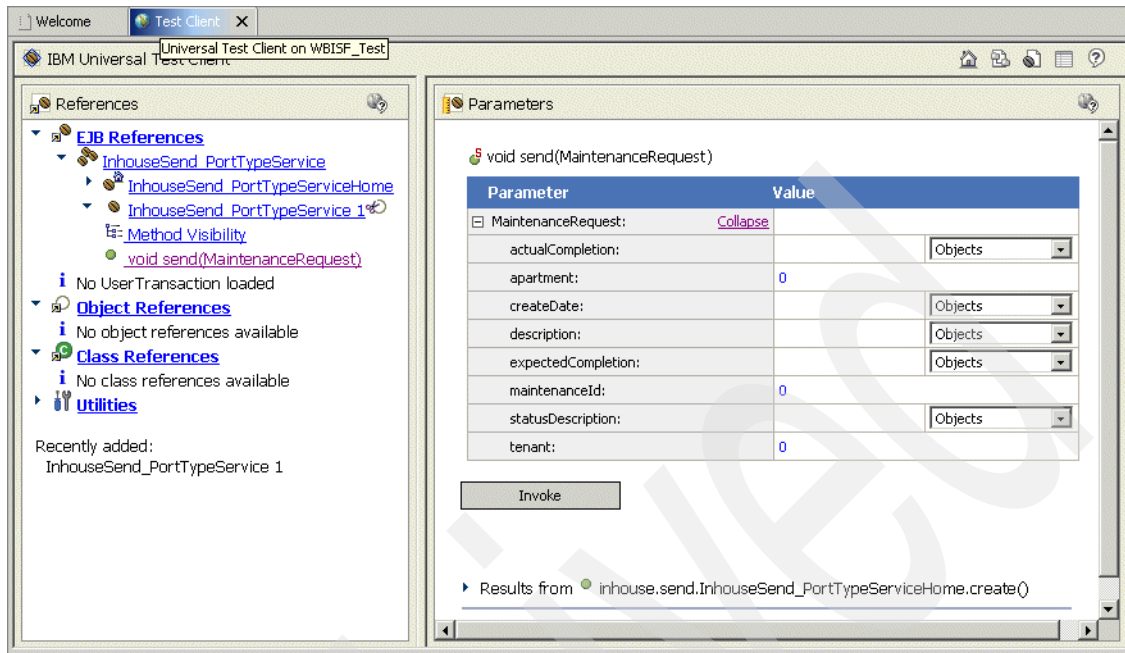 Welcome
Test Client X
Universal Test Client on WBISF_Test
IBM Universal Test Client
References
EJB References
InhouseSend_PortTypeService
InhouseSend_PortTypeServiceHome
InhouseSend_PortTypeService 1
Method Visibility
void send(MaintenanceRequest)
No UserTransaction loaded
Object References
No object references available
Class References
No class references available
Utilities
Recently added:
InhouseSend_PortTypeService 1
Parameters
void send(MaintenanceRequest)
Parameter Value
MaintenanceRequest: Collapse
actualCompletion: Objects
apartment: 0
createDate: Objects
description: Objects
expectedCompletion: Objects
maintenanceId: 0
statusDescription: Objects
tenant: 0
Invoke
Results from inhouse.send.InhouseSend_PortTypeServiceHome.create()